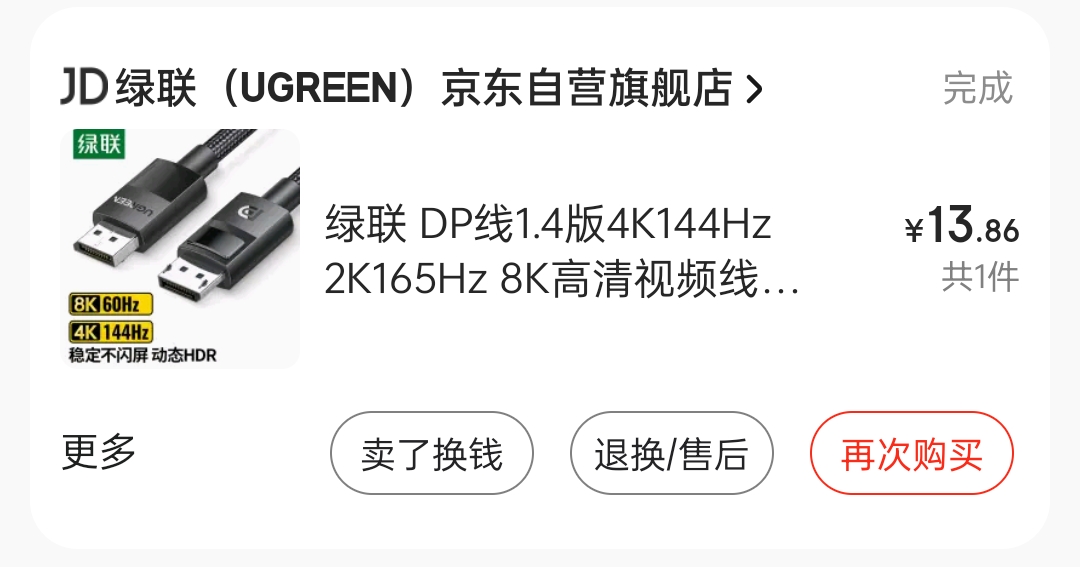 JD 绿联（UGREEN）京东自营旗舰店 >
完成
绿联
UGREEN
8K 60Hz
4K 144Hz
稳定不闪屏 动态HDR
绿联 DP线1.4版4K144Hz
2K165Hz 8K高清视频线...
¥13.86
共1件
更多
卖了换钱
退换/售后
再次购买